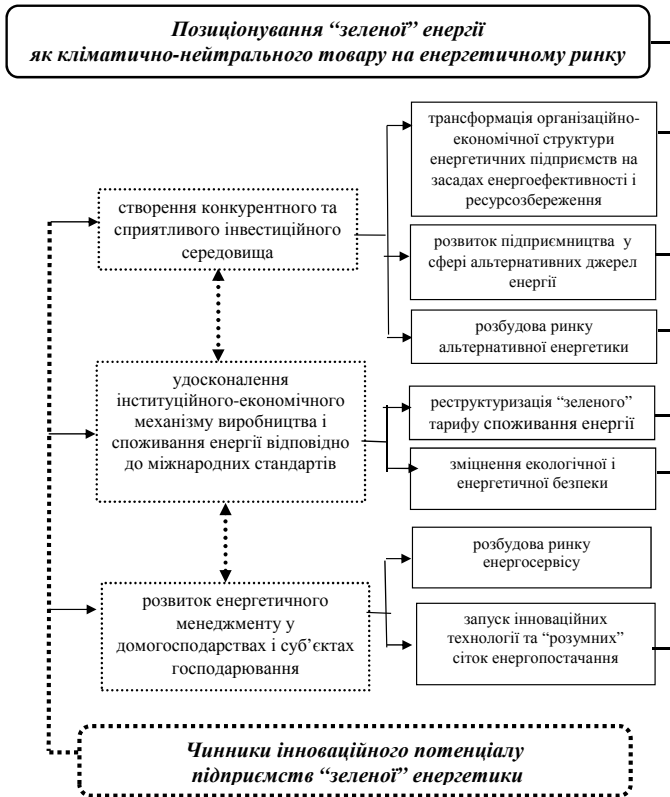 Позиціонування “зеленої” енергії
як кліматично-нейтрального товару на енергетичному ринку
створення конкурентного та
сприятливого інвестиційного
середовища
трансформація організаційно-
економічної структури
енергетичних підприємств на
засадах енергоефективності і
ресурсозбереження
розвиток підприємництва у
сфері альтернативних джерел
енергії
розбудова ринку
альтернативної енергетики
удосконалення
інституційного-економічного
механізму виробництва і
споживання енергії відповідно
до міжнародних стандартів
реструктуризація “зеленого”
тарифу споживання енергії
зміцнення екологічної і
енергетичної безпеки
розвиток енергетичного
менеджменту у
домогосподарствах і суб’єктах
господарювання
розбудова ринку
енергосервісу
запуск інноваційних
технології та “розумних”
сіток енергопостачання
Чинники інноваційного потенціалу
підприємств “зеленої” енергетики